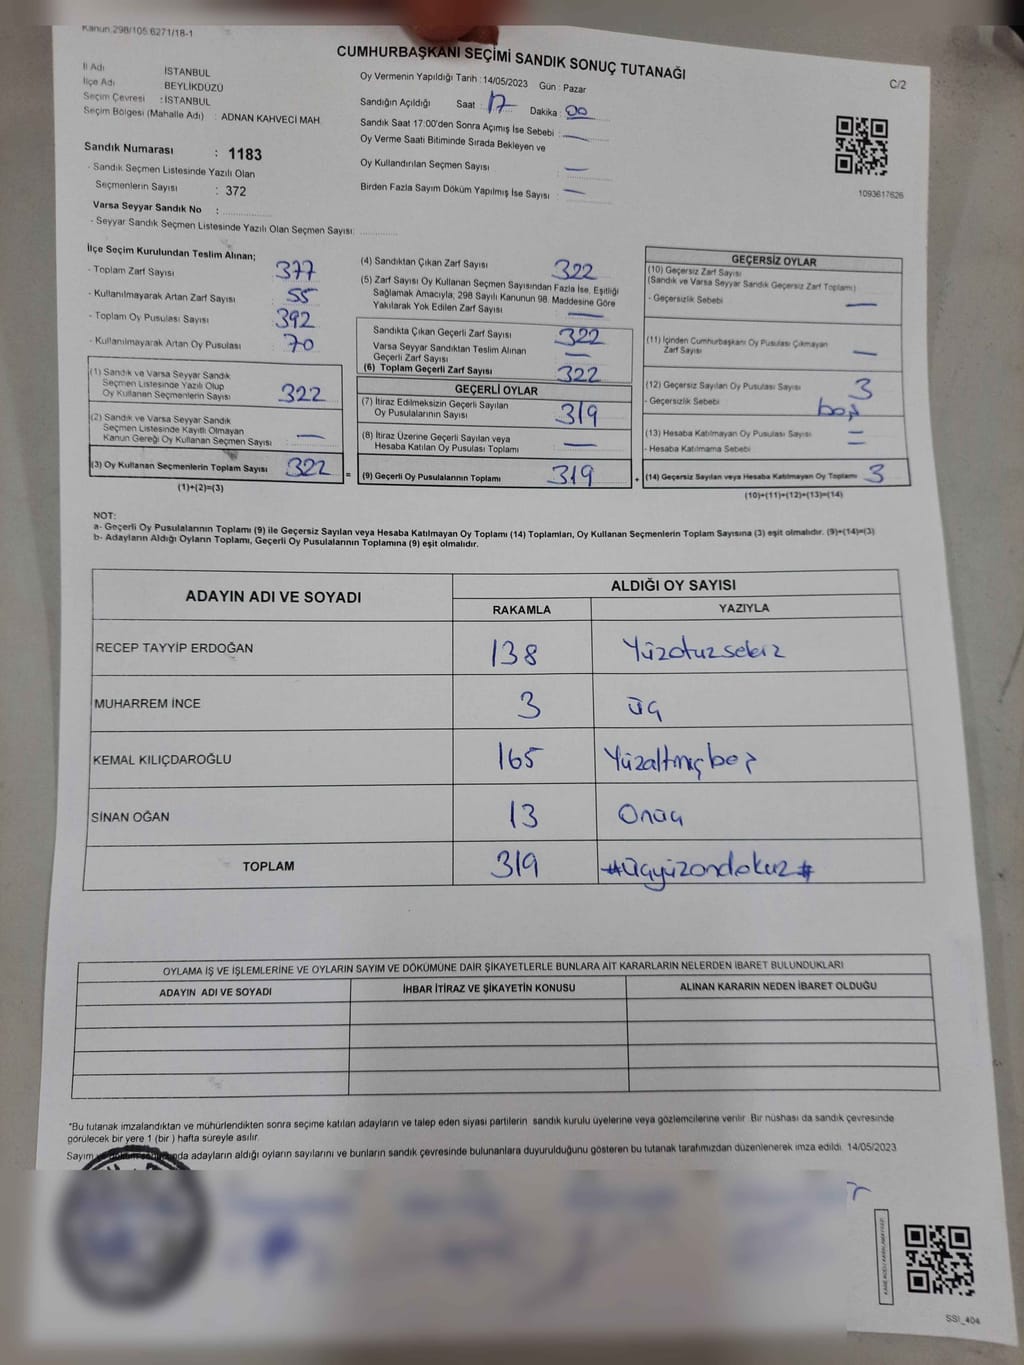 Kanun.298/105.6271/18-1
CUMHURBAŞKANI SEÇİMİ SANDIK SONUÇ TUTANAĞI
C/2
İl Adı İSTANBUL
İlçe Adı BEYLİKDÜZÜ
Seçim Çevresi : İSTANBUL
Seçim Bölgesi (Mahalle Adı) : ADNAN KAHVECİ MAH.
Sandık Numarası : 1183
- Sandık Seçmen Listesinde Yazılı Olan
Seçmenlerin Sayısı : 372
Varsa Seyyar Sandık No :
- Seyyar Sandık Seçmen Listesinde Yazılı Olan Seçmen Sayısı:
Oy Vermenin Yapıldığı Tarih : 14/05/2023 Gün : Pazar
Sandığın Açıldığı Saat : 17 Dakika : 00
Sandık Saat 17:00'den Sonra Açımış İse Sebebi : —
Oy Verme Saati Bitiminde Sırada Bekleyen ve
Oy Kullandırılan Seçmen Sayısı —
Birden Fazla Sayım Döküm Yapılmış İse Sayısı : —
1093617626
İlçe Seçim Kurulundan Teslim Alınan;
- Toplam Zarf Sayısı 377
- Kullanılmayarak Artan Zarf Sayısı 55
- Toplam Oy Pusulası Sayısı 392
- Kullanılmayarak Artan Oy Pusulası 70
(1) Sandık ve Varsa Seyyar Sandık
Seçmen Listesinde Yazılı Olup
Oy Kullanan Seçmenlerin Sayısı 322
(2) Sandık ve Varsa Seyyar Sandık
Seçmen Listesinde Kayıtlı Olmayan
Kanun Gereği Oy Kullanan Seçmen Sayısı —
(3) Oy Kullanan Seçmenlerin Toplam Sayısı 322 =
(1)+(2)=(3)
(4) Sandıktan Çıkan Zarf Sayısı 322
(5) Zarf Sayısı Oy Kullanan Seçmen Sayısından Fazla İse, Eşitliği
Sağlamak Amacıyla, 298 Sayılı Kanunun 98. Maddesine Göre
Yakılarak Yok Edilen Zarf Sayısı —
Sandıkta Çıkan Geçerli Zarf Sayısı 322
Varsa Seyyar Sandıktan Teslim Alınan
Geçerli Zarf Sayısı —
(6) Toplam Geçerli Zarf Sayısı 322
GEÇERLİ OYLAR
(7) İtiraz Edilmeksizin Geçerli Sayılan
Oy Pusulalarının Sayısı 319
(8) İtiraz Üzerine Geçerli Sayılan veya
Hesaba Katılan Oy Pusulası Toplamı —
(9) Geçerli Oy Pusulalarının Toplamı 319 +
GEÇERSİZ OYLAR
(10) Geçersiz Zarf Sayısı
(Sandık ve Varsa Seyyar Sandık Geçersiz Zarf Toplamı)
- Geçersizlik Sebebi —
(11) İçinden Cumhurbaşkanı Oy Pusulası Çıkmayan
Zarf Sayısı —
(12) Geçersiz Sayılan Oy Pusulası Sayısı 3
- Geçersizlik Sebebi boş
(13) Hesaba Katılmayan Oy Pusulası Sayısı —
- Hesaba Katılmama Sebebi —
(14) Geçersiz Sayılan veya Hesaba Katılmayan Oy Toplamı 3
(10)+(11)+(12)+(13)=(14)
NOT:
a- Geçerli Oy Pusulalarının Toplamı (9) ile Geçersiz Sayılan veya Hesaba Katılmayan Oy Toplamı (14) Toplamları, Oy Kullanan Seçmenlerin Toplam Sayısına (3) eşit olmalıdır. (9)+(14)=(3)
b- Adayların Aldığı Oyların Toplamı, Geçerli Oy Pusulalarının Toplamına (9) eşit olmalıdır.
ADAYIN ADI VE SOYADI ALDIĞI OY SAYISI
RAKAMLA YAZIYLA
RECEP TAYYİP ERDOĞAN 138 Yüzotuzsekiz
MUHARREM İNCE 3 üç
KEMAL KILIÇDAROĞLU 165 Yüzaltmışbeş
SİNAN OĞAN 13 Onüç
TOPLAM 319 #üçyüzondokuz#
OYLAMA İŞ VE İŞLEMLERİNE VE OYLARIN SAYIM VE DÖKÜMÜNE DAİR ŞİKAYETLERLE BUNLARA AİT KARARLARIN NELERDEN İBARET BULUNDUKLARI
ADAYIN ADI VE SOYADI İHBAR İTİRAZ VE ŞİKAYETİN KONUSU ALINAN KARARIN NEDEN İBARET OLDUĞU
*Bu tutanak imzalandıktan ve mühürlendikten sonra seçime katılan adayların ve talep eden siyasi partilerin sandık kurulu üyelerine veya gözlemcilerine verilir. Bir nüshası da sandık çevresinde
görülecek bir yere 1 (bir) hafta süreyle asılır.
Sayım adayların aldığı oyların sayılarını ve bunların sandık çevresinde bulunanlara duyurulduğunu gösteren bu tutanak tarafımızdan düzenlenerek imza edildi. 14/05/2023
SSI_404